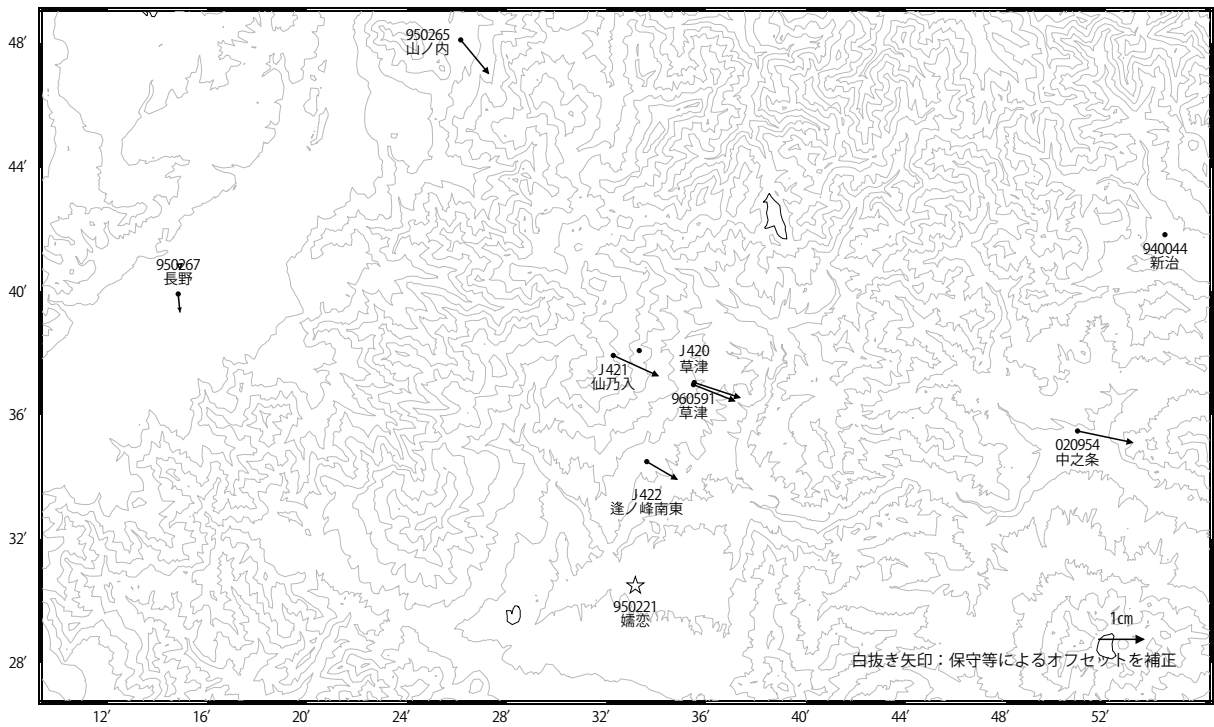 48′
44′
40′
36′
32′
28′
12′
16′
20′
24′
28′
32′
36′
40′
44′
48′
52′
950265
山ノ内
940044
新治
950267
長野
J421
仙乃入
J420
草津
960591
草津
020954
中之条
J422
逢ノ峰南東
950221
嬬恋
1㎝
白抜き矢印：保守等によるオフセットを補正